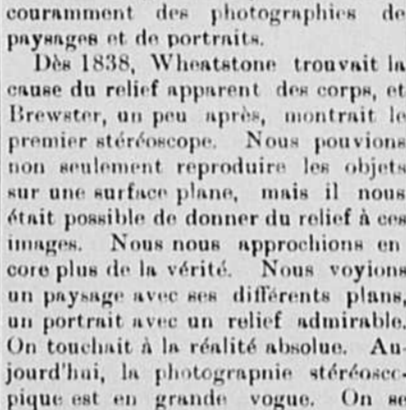 couramment des photographies de
paysages et de portraits.
Dès 1838, Wheatstone trouvait la
cause du relief apparent des corps, et
Brewster, un peu après, montrait le
premier stéréoscope. Nous pouvions
non seulement reproduire les objets
sur une surface plane, mais il nous
était possible de donner du relief à ces
images. Nous nous approchions en
core plus de la vérité. Nous voyions
un paysage avec ses différents plans,
un portrait avec un relief admirable.
On touchait à la réalité absolue. Au-
jourd'hui, la photograpnie stéréosco-
pique est en grande vogue. On se